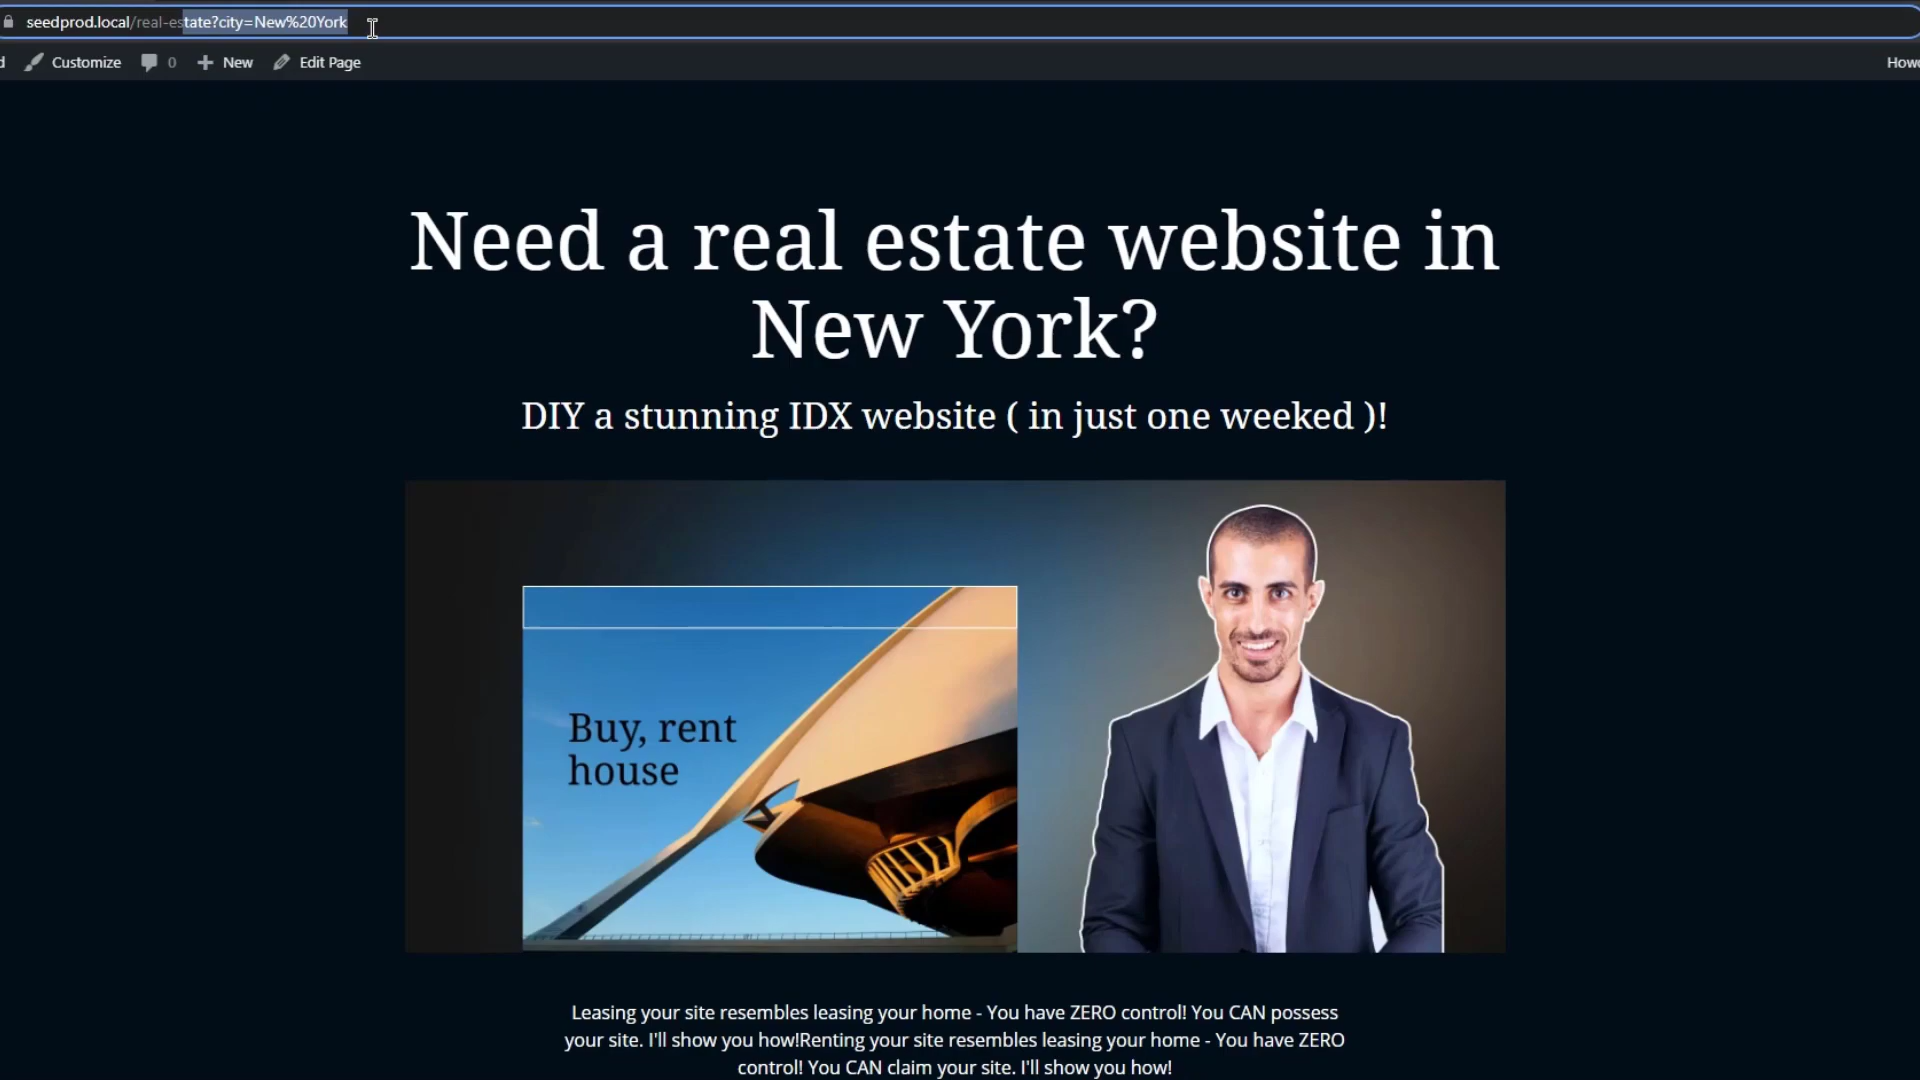 seedprod.local/real-estate?city=New%20York
Customize 0 New Edit Page
Need a real estate website in
New York?
DIY a stunning IDX website ( in just one weeked )!
Buy, rent
house
Leasing your site resembles leasing your home - You have ZERO control! You CAN possess
your site. I'll show you how!Renting your site resembles leasing your home - You have ZERO
control! You CAN claim your site. I'll show you how!